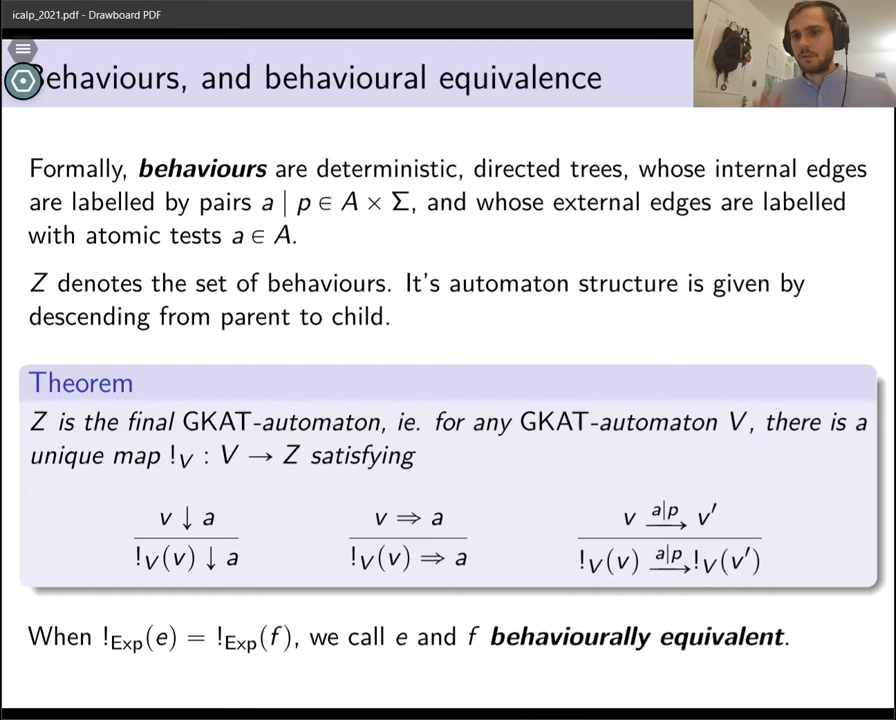 icalp_2021.pdf - Drawboard PDF
ehaviours, and behavioural equivalence
Formally, behaviours are deterministic, directed trees, whose internal edges
are labelled by pairs a | p ∈ A × Σ, and whose external edges are labelled
with atomic tests a ∈ A.
Z denotes the set of behaviours. It's automaton structure is given by
descending from parent to child.
Theorem
Z is the final GKAT-automaton, ie. for any GKAT-automaton V, there is a
unique map !V : V → Z satisfying
v ↓ a v ⇒ a v a|p→ v′
!V(v) ↓ a !V(v) ⇒ a !V(v) a|p→ !V(v′)
When !Exp(e) = !Exp(f), we call e and f behaviourally equivalent.